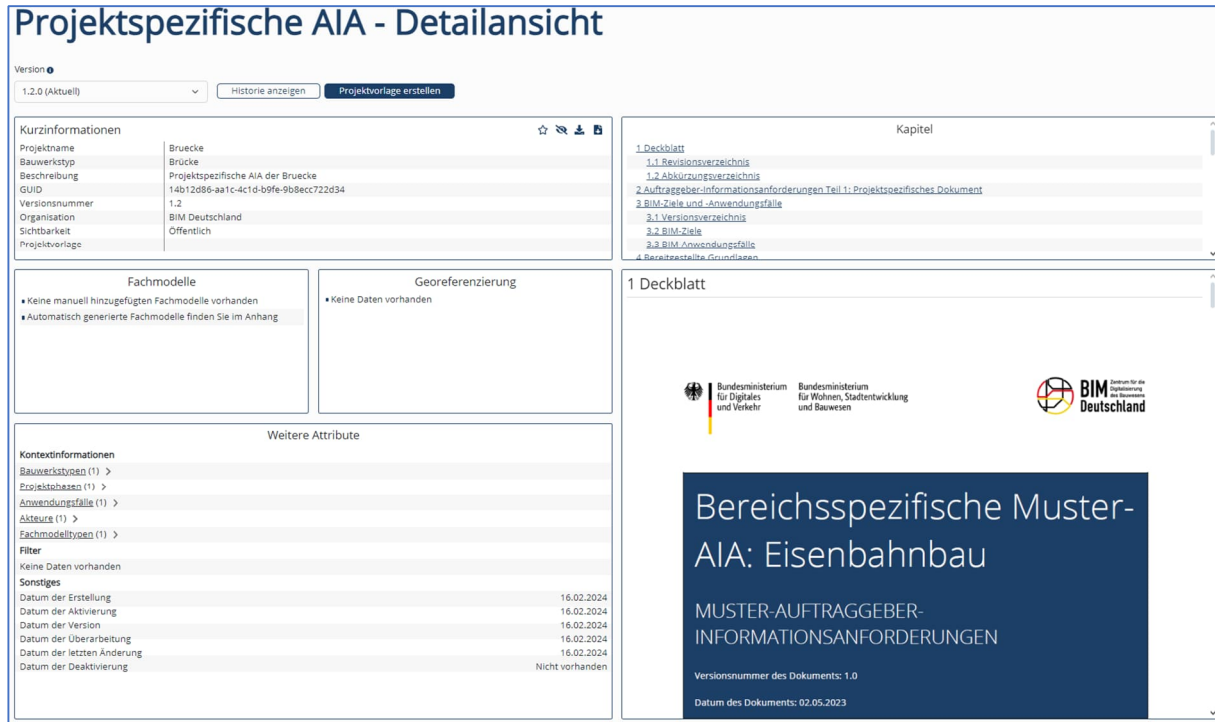 Projektspezifische AIA - Detailansicht
Version
1.2.0 (Aktuell)
Historie anzeigen
Projektvorlage erstellen
Kurzinformationen
Projektname Bruecke
Bauwerkstyp Brücke
Beschreibung Projektspezifische AIA der Bruecke
GUID 14b12d86-aa1c-4c1d-b9fe-9b8ecc722d34
Versionsnummer 1.2
Organisation BIM Deutschland
Sichtbarkeit Öffentlich
Projektvorlage
Kapitel
1 Deckblatt
1.1 Revisionsverzeichnis
1.2 Abkürzungsverzeichnis
2 Auftraggeber-Informationsanforderungen Teil 1: Projektspezifisches Dokument
3 BIM-Ziele und -Anwendungsfälle
3.1 Versionsverzeichnis
3.2 BIM-Ziele
3.3 BIM-Anwendungsfälle
4 Bereitgestellte Grundlagen
Fachmodelle
Keine manuell hinzugefügten Fachmodelle vorhanden
Automatisch generierte Fachmodelle finden Sie im Anhang
Georeferenzierung
Keine Daten vorhanden
Weitere Attribute
Kontextinformationen
Bauwerkstypen (1) >
Projektphasen (1) >
Anwendungsfälle (1) >
Akteure (1) >
Fachmodelltypen (1) >
Filter
Keine Daten vorhanden
Sonstiges
Datum der Erstellung 16.02.2024
Datum der Aktivierung 16.02.2024
Datum der Version 16.02.2024
Datum der Überarbeitung 16.02.2024
Datum der letzten Änderung 16.02.2024
Datum der Deaktivierung Nicht vorhanden
1 Deckblatt
Bundesministerium
für Digitales
und Verkehr
Bundesministerium
für Wohnen, Stadtentwicklung
und Bauwesen
BIM
Deutschland
Zentrum für die
Digitalisierung
des Bauwesens
Bereichsspezifische Muster-
AIA: Eisenbahnbau
MUSTER-AUFTRAGGEBER-
INFORMATIONSANFORDERUNGEN
Versionsnummer des Dokuments: 1.0
Datum des Dokuments: 02.05.2023